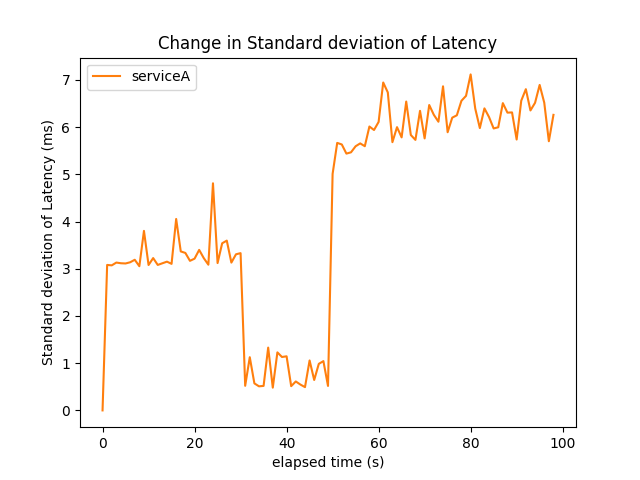 Change in Standard deviation of Latency
serviceA
Standard deviation of Latency (ms)
7
6
5
4
3
2
1
0
0 20 40 60 80 100
elapsed time (s)